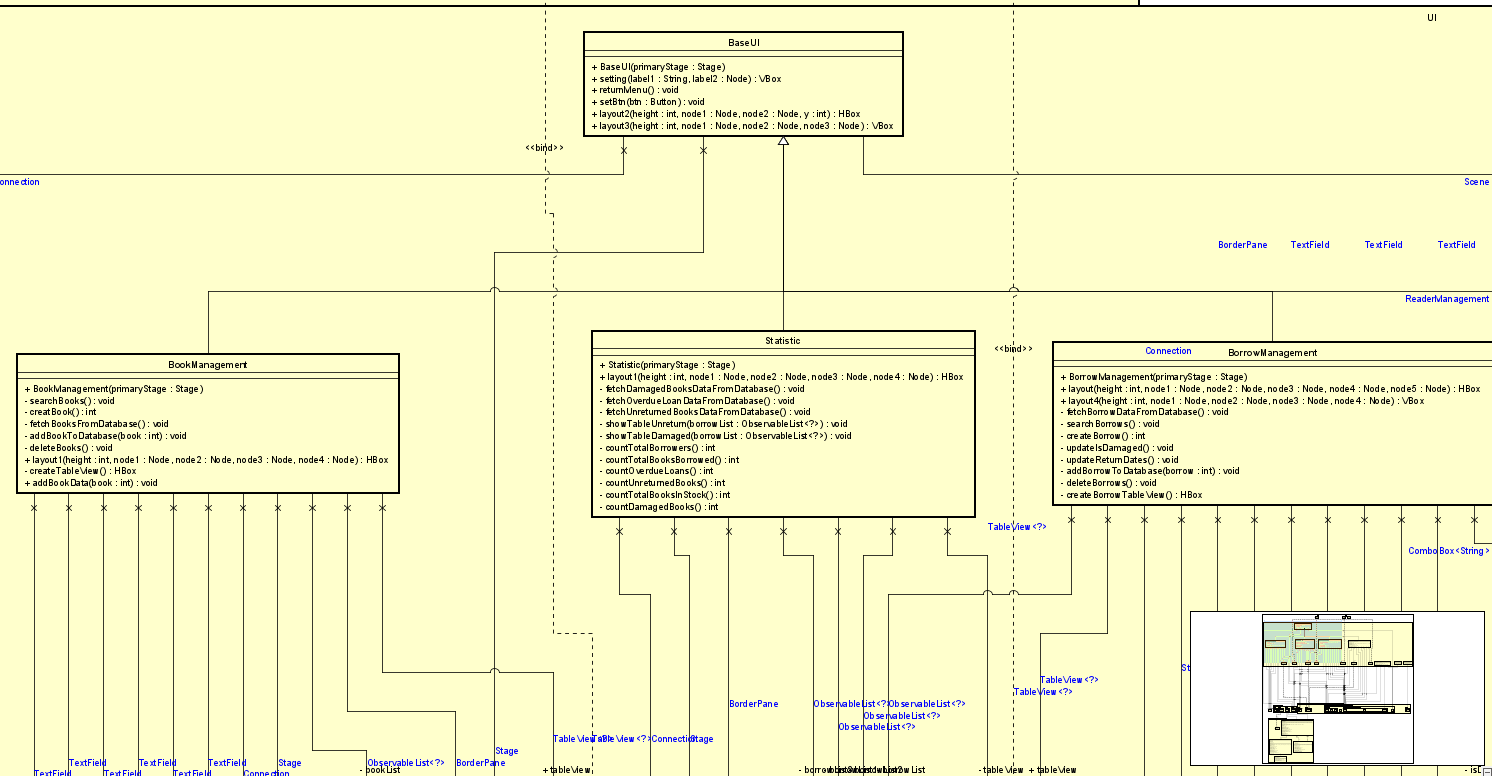 UI
BaseUI
+ BaseUI(primaryStage : Stage)
+ setting(label1 : String, label2 : Node) : VBox
+ returnMenu() : void
+ setBtn(btn : Button) : void
+ layout2(height : int, node1 : Node, node2 : Node, y : int) : HBox
+ layout3(height : int, node1 : Node, node2 : Node, node3 : Node) : VBox
<<bind>>
onnection
Scene
BorderPane
TextField
TextField
TextField
ReaderManagement
BookManagement
+ BookManagement(primaryStage : Stage)
- searchBooks() : void
- creatBook() : int
- fetchBooksFromDatabase() : void
- addBookToDatabase(book : int) : void
- deleteBooks() : void
+ layout1(height : int, node1 : Node, node2 : Node, node3 : Node, node4 : Node) : HBox
- createTableView() : HBox
+ addBookData(book : int) : void
Statistic
+ Statistic(primaryStage : Stage)
+ layout1(height : int, node1 : Node, node2 : Node, node3 : Node, node4 : Node) : HBox
- fetchDamagedBooksDataFromDatabase() : void
- fetchOverdueLoanDataFromDatabase() : void
- fetchUnreturnedBooksDataFromDatabase() : void
- showTableUnreturn(borrowList : ObservableList<?>) : void
- showTableDamaged(borrowList : ObservableList<?>) : void
- countTotalBorrowers() : int
- countTotalBooksBorrowed() : int
- countOverdueLoans() : int
- countUnreturnedBooks() : int
- countTotalBooksInStock() : int
- countDamagedBooks() : int
<<bind>>
Connection
BorrowManagement
+ BorrowManagement(primaryStage : Stage)
+ layout(height : int, node1 : Node, node2 : Node, node3 : Node, node4 : Node, node5 : Node) : HBox
+ layout4(height : int, node1 : Node, node2 : Node, node3 : Node, node4 : Node) : VBox
- fetchBorrowDataFromDatabase() : void
- searchBorrows() : void
- createBorrow() : int
- updateIsDamaged() : void
- updateReturnDates() : void
- addBorrowToDatabase(borrow : int) : void
- deleteBorrows() : void
- createBorrowTableView() : HBox
TableView<?>
ComboBox<String>
St
TableView<?>
TableView<?>
BorderPane
ObservableList<?>
ObservableList<?>
ObservableList<?>
ObservableList<?>
TableView<?>
TableView<?>
Connection
Stage
Stage
TextField
TextField
TextField
Stage
ObservableList<?>
BorderPane
TextField
TextField
TextField
Connection
- bookList
+ tableView
- tableView
+ tableView